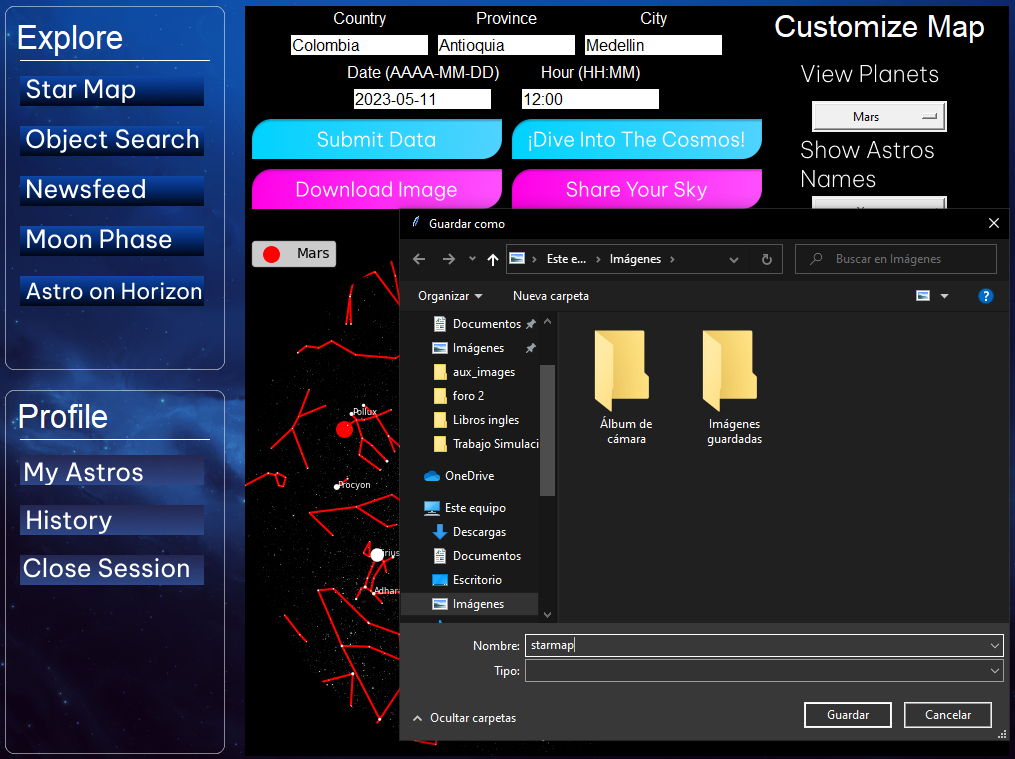 Explore
Star Map
Object Search
Newsfeed
Moon Phase
Astro on Horizon
Profile
My Astros
History
Close Session
Country Province City
Colombia Antioquia Medellin
Date (AAAA-MM-DD) Hour (HH:MM)
2023-05-11 12:00
Submit Data ¡Dive Into The Cosmos!
Download Image Share Your Sky
Customize Map
View Planets
Mars
Show Astros
Names
Mars
Pollux
Procyon
Adhara
Guardar como
Este e... Imágenes
Buscar en Imágenes
Organizar Nueva carpeta
Documentos
Imágenes
aux_images
foro 2
Libros ingles
Trabajo Simulaci
OneDrive
Este equipo
Descargas
Documentos
Escritorio
Imágenes
Álbum de
cámara
Imágenes
guardadas
Nombre: starmap
Tipo:
Ocultar carpetas
Guardar Cancelar